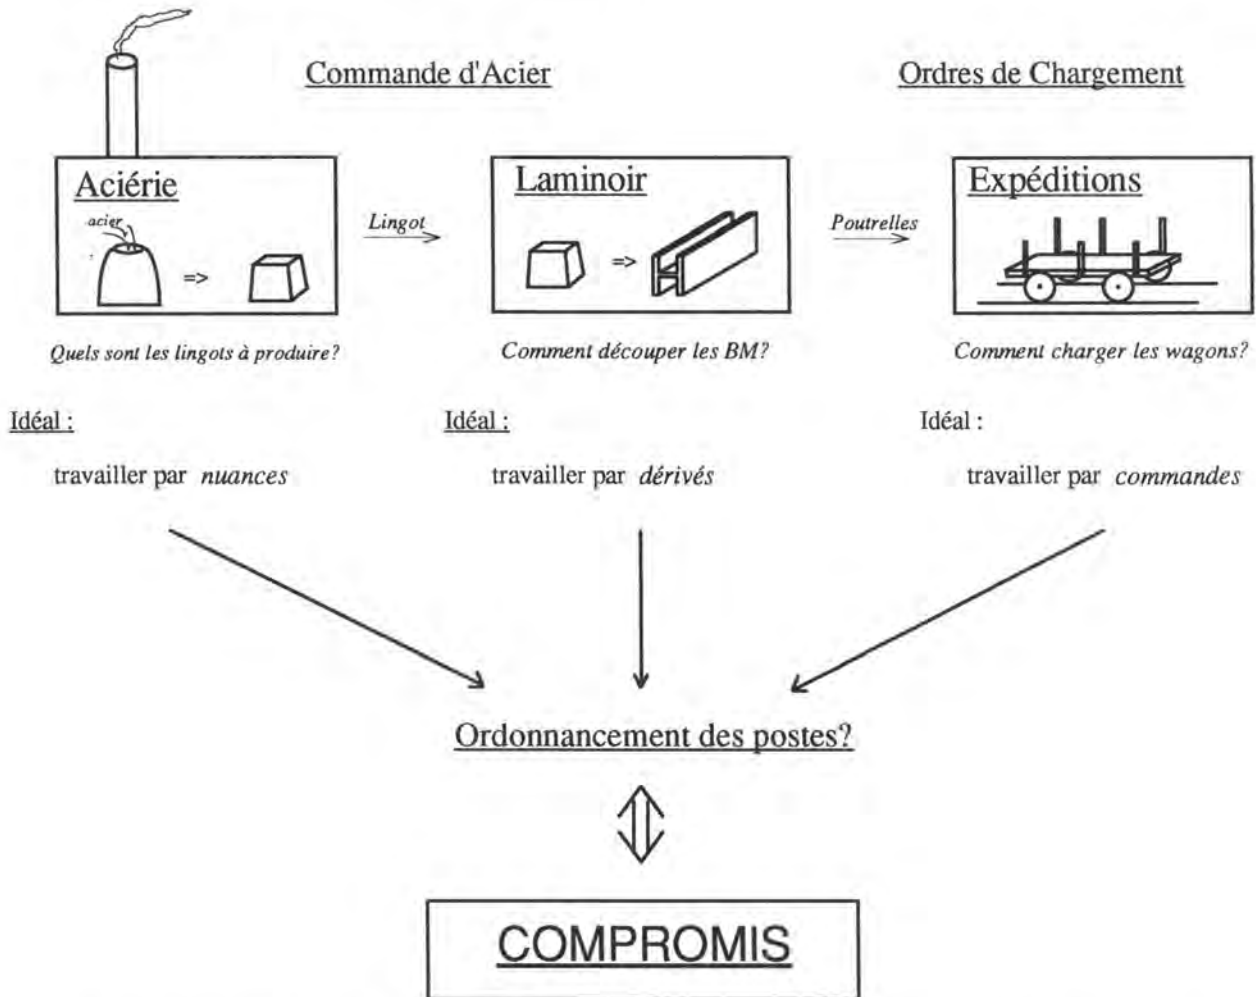 Commande d'Acier
Ordres de Chargement
Aciérie
acier
=>
Lingot
Laminoir
=>
Poutrelles
Expéditions
Quels sont les lingots à produire?
Comment découper les BM?
Comment charger les wagons?
Idéal :
travailler par nuances
Idéal :
travailler par dérivés
Idéal :
travailler par commandes
Ordonnancement des postes?
COMPROMIS